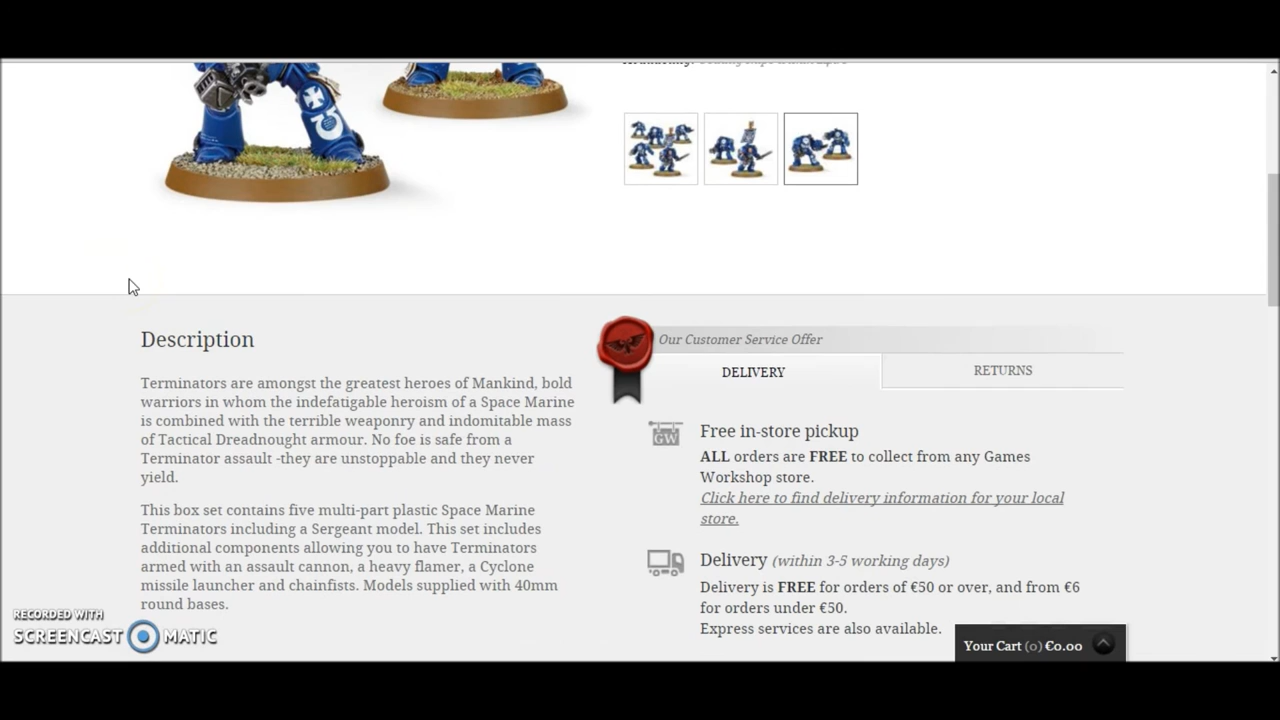 Description
Terminators are amongst the greatest heroes of Mankind, bold
warriors in whom the indefatigable heroism of a Space Marine
is combined with the terrible weaponry and indomitable mass
of Tactical Dreadnought armour. No foe is safe from a
Terminator assault -they are unstoppable and they never
yield.
This box set contains five multi-part plastic Space Marine
Terminators including a Sergeant model. This set includes
additional components allowing you to have Terminators
armed with an assault cannon, a heavy flamer, a Cyclone
missile launcher and chainfists. Models supplied with 40mm
round bases.
Our Customer Service Offer
DELIVERY
RETURNS
GW
Free in-store pickup
ALL orders are FREE to collect from any Games
Workshop store.
Click here to find delivery information for your local
store.
Delivery (within 3-5 working days)
Delivery is FREE for orders of €50 or over, and from €6
for orders under €50.
Express services are also available.
Your Cart (0) €0.00
RECORDED WITH
SCREENCAST MATIC